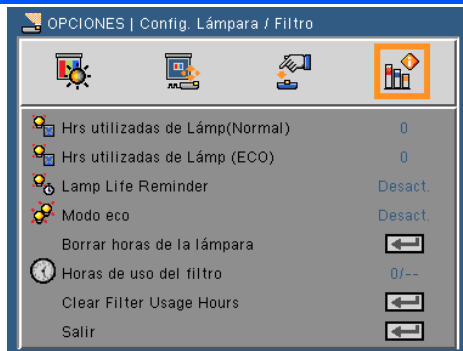 OPCIONES | Config. Lámpara / Filtro
Hrs utilizadas de Lámp(Normal) 0
Hrs utilizadas de Lámp (ECO) 0
Lamp Life Reminder Desact.
Modo eco Desact.
Borrar horas de la lámpara
Horas de uso del filtro 0/--
Clear Filter Usage Hours
Salir